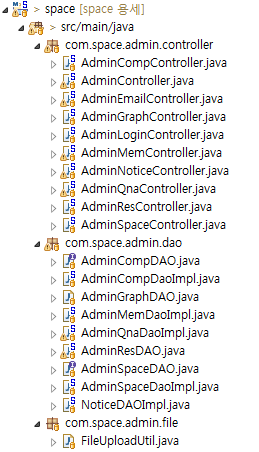 > space [space 용세]
> src/main/java
com.space.admin.controller
AdminCompController.java
AdminController.java
AdminEmailController.java
AdminGraphController.java
AdminLoginController.java
AdminMemController.java
AdminNoticeController.java
AdminQnaController.java
AdminResController.java
AdminSpaceController.java
com.space.admin.dao
AdminCompDAO.java
AdminCompDaoImpl.java
AdminGraphDAO.java
AdminMemDaoImpl.java
AdminQnaDaoImpl.java
AdminResDAO.java
AdminSpaceDAO.java
AdminSpaceDaoImpl.java
NoticeDAOImpl.java
com.space.admin.file
FileUploadUtil.java